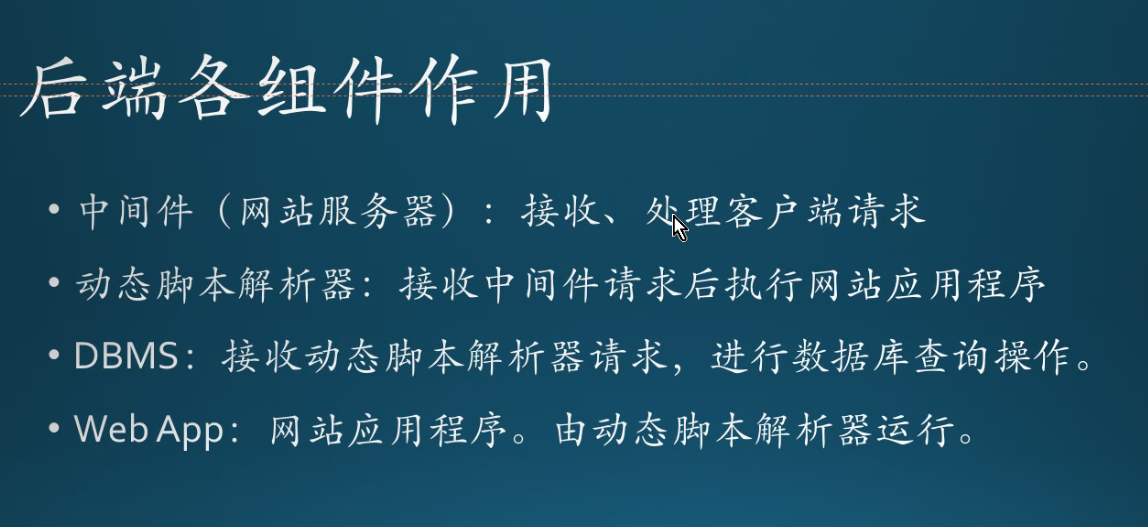 后端各组件作用
• 中间件（网站服务器）：接收、处理客户端请求
• 动态脚本解析器：接收中间件请求后执行网站应用程序
• DBMS：接收动态脚本解析器请求，进行数据库查询操作。
• Web App：网站应用程序。由动态脚本解析器运行。